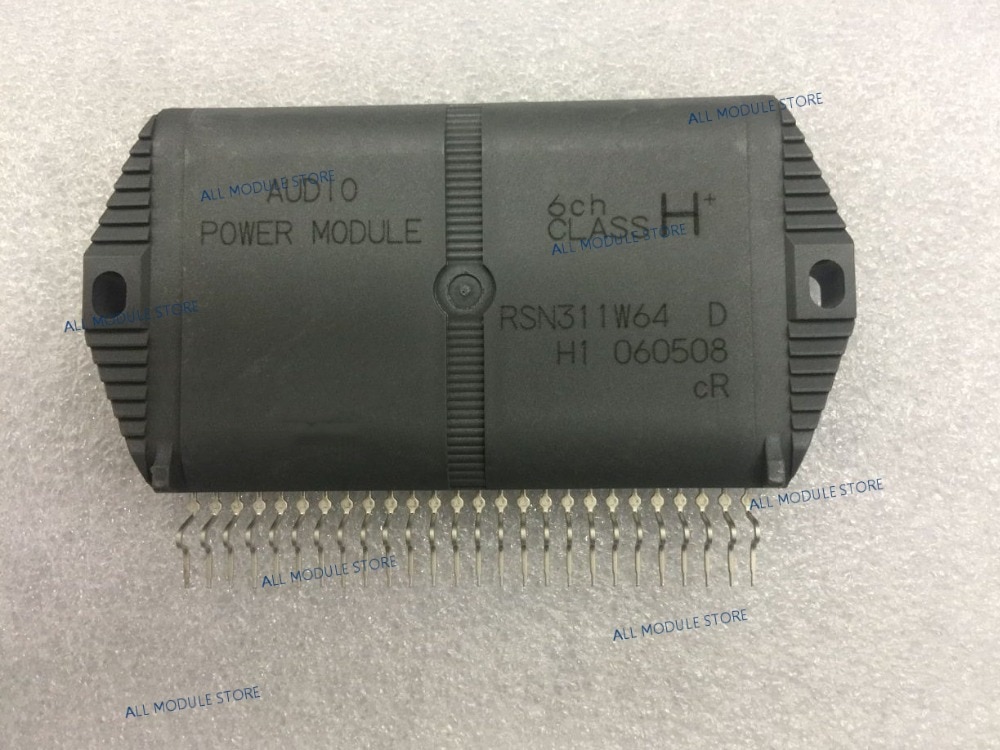 ALL MODULE STORE
ALL MODULE STORE
AUDIO
POWER MODULE
6ch
CLASS H+
ALL MODULE STORE
ALL MODULE STORE
RSN311W64 D
H1 060508
cR
ALL MODULE STORE
ALL MODULE STORE
ALL MODULE STORE
ALL MODULE STORE